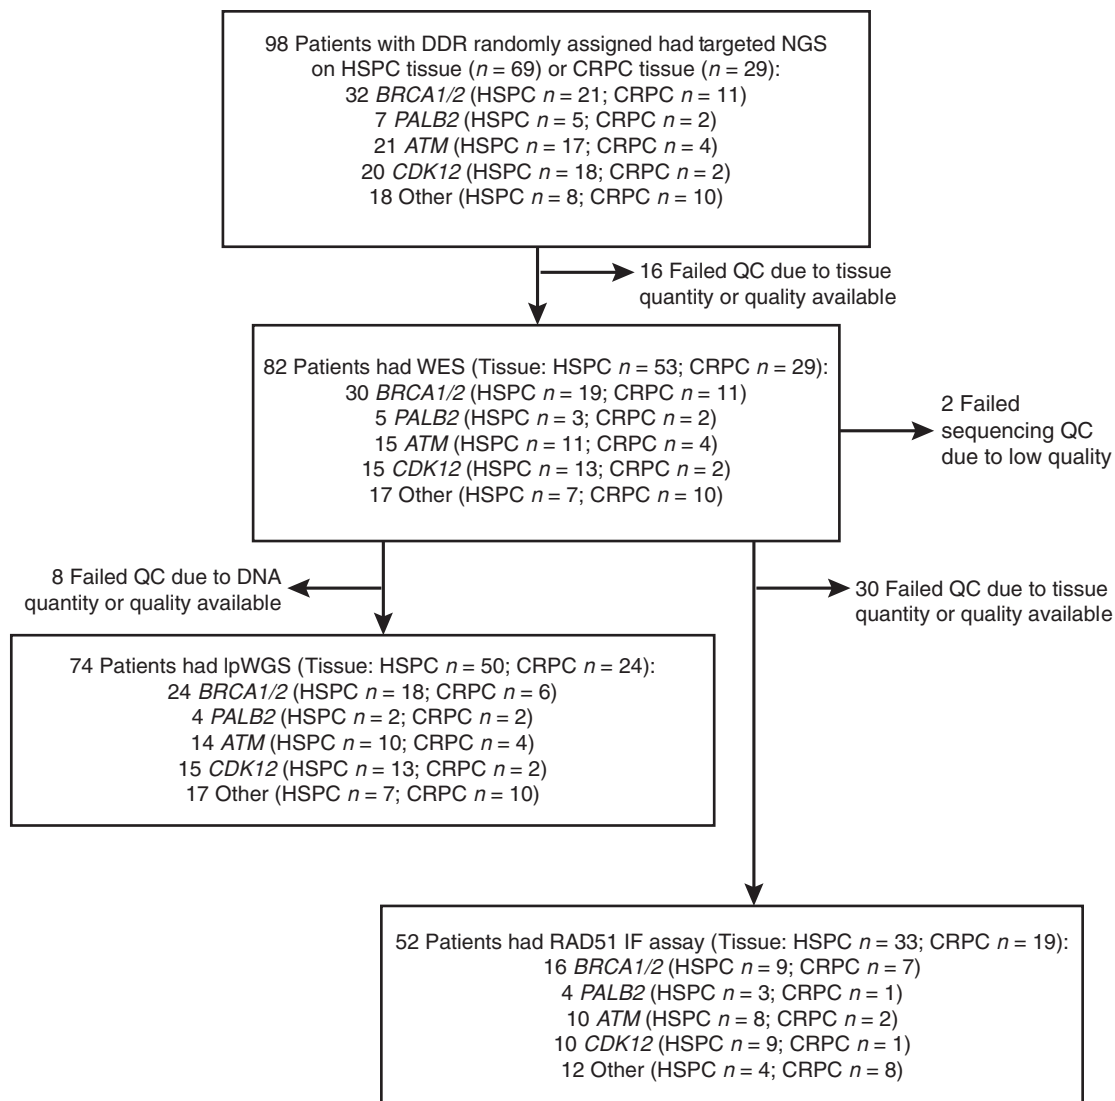 98 Patients with DDR randomly assigned had targeted NGS
on HSPC tissue (n = 69) or CRPC tissue (n = 29):
32 BRCA1/2 (HSPC n = 21; CRPC n = 11)
7 PALB2 (HSPC n = 5; CRPC n = 2)
21 ATM (HSPC n = 17; CRPC n = 4)
20 CDK12 (HSPC n = 18; CRPC n = 2)
18 Other (HSPC n = 8; CRPC n = 10)
16 Failed QC due to tissue
quantity or quality available
82 Patients had WES (Tissue: HSPC n = 53; CRPC n = 29):
30 BRCA1/2 (HSPC n = 19; CRPC n = 11)
5 PALB2 (HSPC n = 3; CRPC n = 2)
15 ATM (HSPC n = 11; CRPC n = 4)
15 CDK12 (HSPC n = 13; CRPC n = 2)
17 Other (HSPC n = 7; CRPC n = 10)
2 Failed
sequencing QC
due to low quality
8 Failed QC due to DNA
quantity or quality available
30 Failed QC due to tissue
quantity or quality available
74 Patients had lpWGS (Tissue: HSPC n = 50; CRPC n = 24):
24 BRCA1/2 (HSPC n = 18; CRPC n = 6)
4 PALB2 (HSPC n = 2; CRPC n = 2)
14 ATM (HSPC n = 10; CRPC n = 4)
15 CDK12 (HSPC n = 13; CRPC n = 2)
17 Other (HSPC n = 7; CRPC n = 10)
52 Patients had RAD51 IF assay (Tissue: HSPC n = 33; CRPC n = 19):
16 BRCA1/2 (HSPC n = 9; CRPC n = 7)
4 PALB2 (HSPC n = 3; CRPC n = 1)
10 ATM (HSPC n = 8; CRPC n = 2)
10 CDK12 (HSPC n = 9; CRPC n = 1)
12 Other (HSPC n = 4; CRPC n = 8)